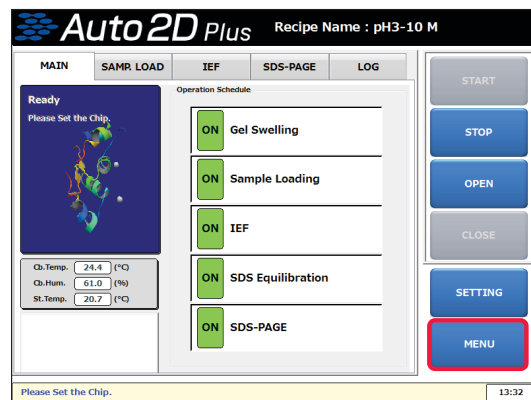 Auto2D Plus Recipe Name : pH3-10 M
MAIN SAMP. LOAD IEF SDS-PAGE LOG
Ready
Please Set the Chip.
Operation Schedule
ON Gel Swelling
ON Sample Loading
ON IEF
ON SDS Equilibration
ON SDS-PAGE
Cb.Temp. 24.4 (°C)
Cb.Hum. 61.0 (%)
St.Temp. 20.7 (°C)
START
STOP
OPEN
CLOSE
SETTING
MENU
Please Set the Chip. 13:32